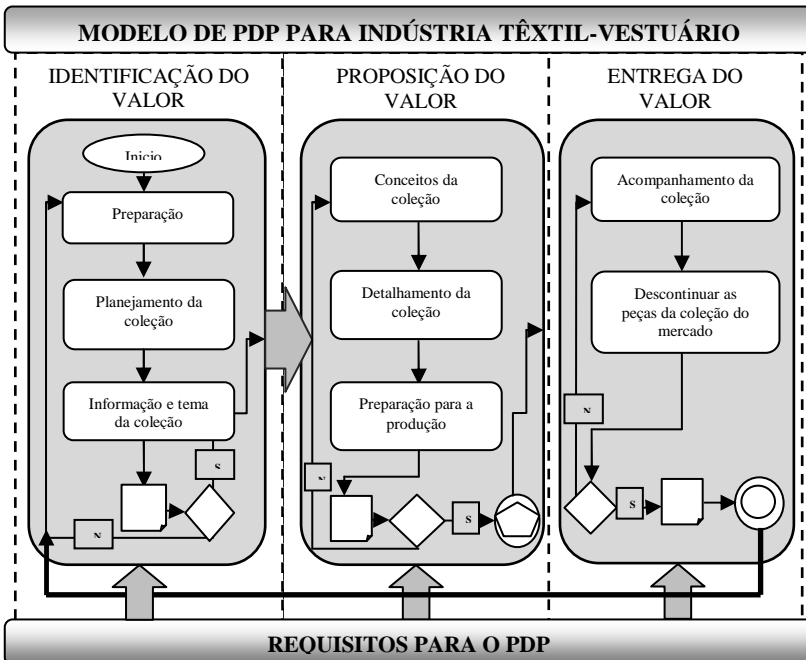 MODELO DE PDP PARA INDÚSTRIA TÊXTIL-VESTUÁRIO
IDENTIFICAÇÃO DO
VALOR
Inicio
Preparação
Planejamento da
coleção
Informação e tema
da coleção
S
N
PROPOSIÇÃO DO
VALOR
Conceitos da
coleção
Detalhamento da
coleção
Preparação para a
produção
N
S
ENTREGA DO
VALOR
Acompanhamento da
coleção
Descontinuar as
peças da coleção do
mercado
N
S
REQUISITOS PARA O PDP